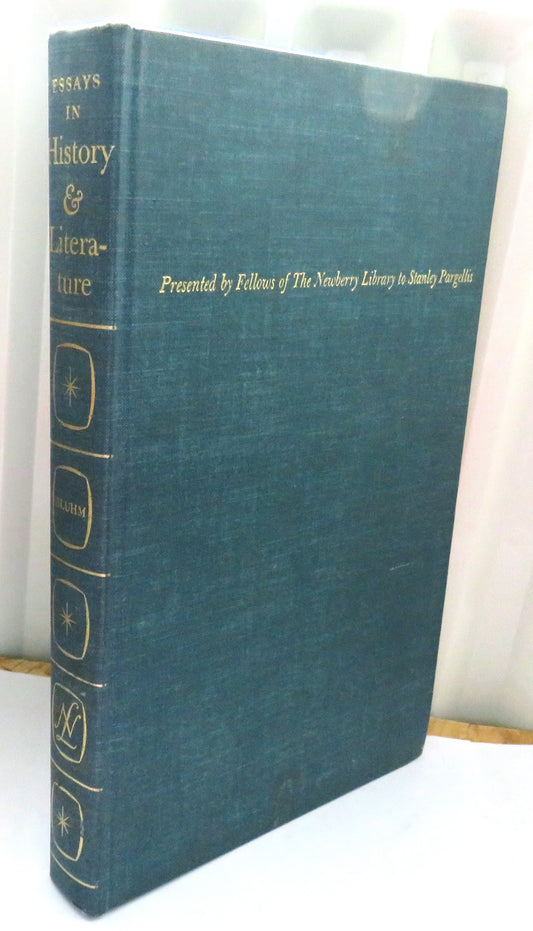 ESSAYS
IN
History
&
Litera-
ture
BLUHM
NL
Presented by Fellows of The Newberry Library to Stanley Pargellis